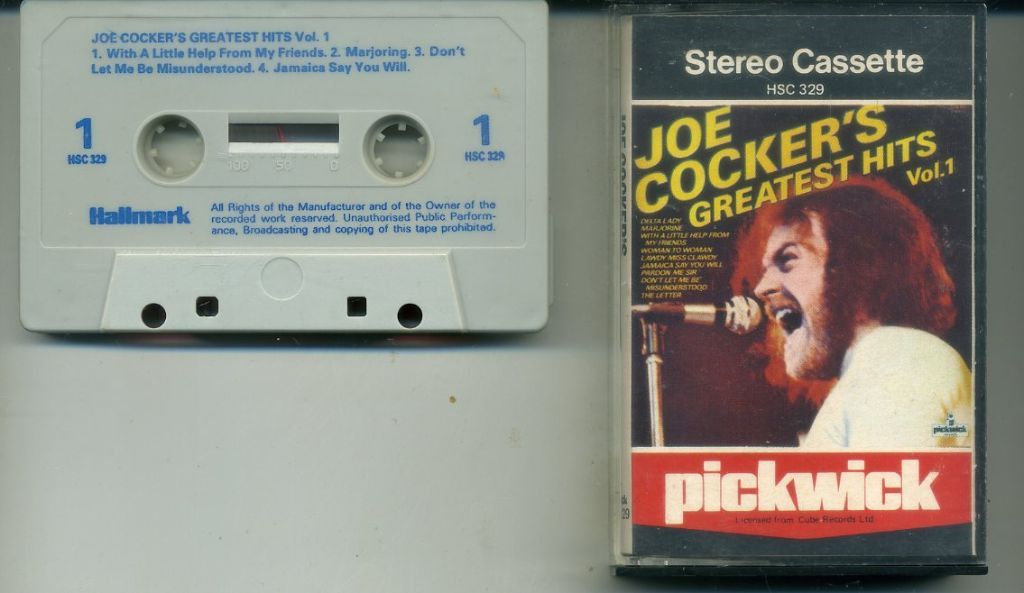 JOE COCKER'S GREATEST HITS Vol. 1
1. With A Little Help From My Friends. 2. Marjoring. 3. Don't
Let Me Be Misunderstood. 4. Jamaica Say You Will.
1
HSC 329
1
HSC 329
100 50 0
Hallmark
All Rights of the Manufacturer and of the Owner of the
recorded work reserved. Unauthorised Public Perform-
ance, Broadcasting and copying of this tape prohibited.
Stereo Cassette
HSC 329
JOE
COCKER'S
GREATEST HITS
Vol.1
DELTA LADY
MARJORINE
WITH A LITTLE HELP FROM
MY FRIENDS
WOMAN TO WOMAN
LAWDY MISS CLAWDY
JAMAICA SAY YOU WILL
PARDON ME SIR
DON'T LET ME BE
MISUNDERSTOOD
THE LETTER
pickwick
pickwick
Licensed from Cube Records Ltd
JOE COCKER'S
29